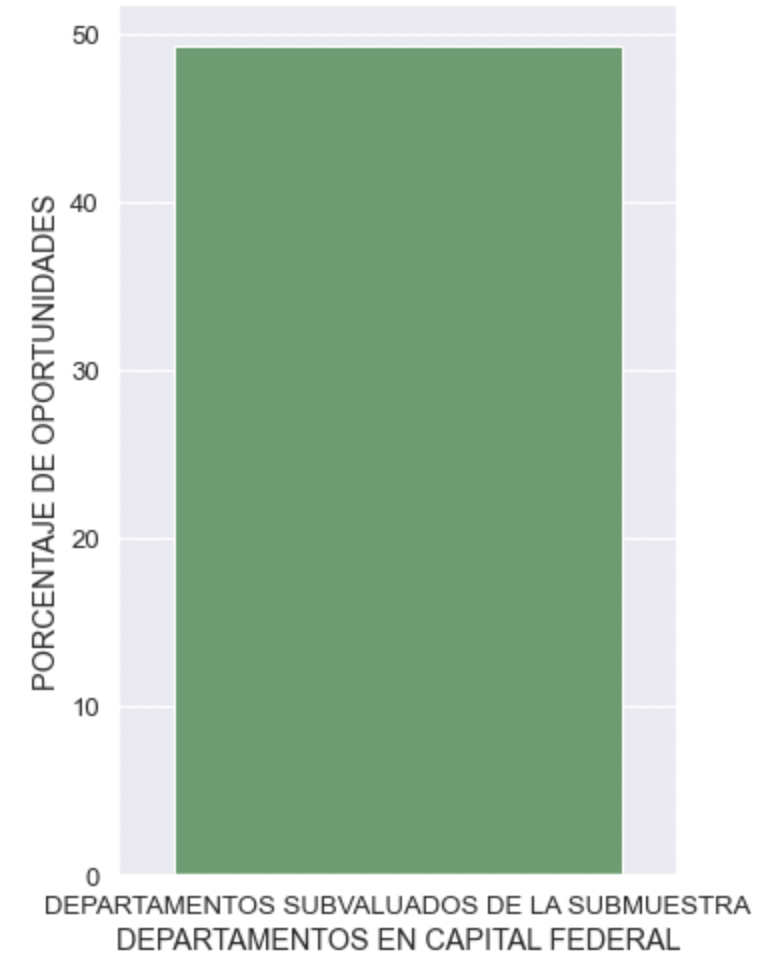 PORCENTAJE DE OPORTUNIDADES
50
40
30
20
10
0
DEPARTAMENTOS SUBVALUADOS DE LA SUBMUESTRA
DEPARTAMENTOS EN CAPITAL FEDERAL